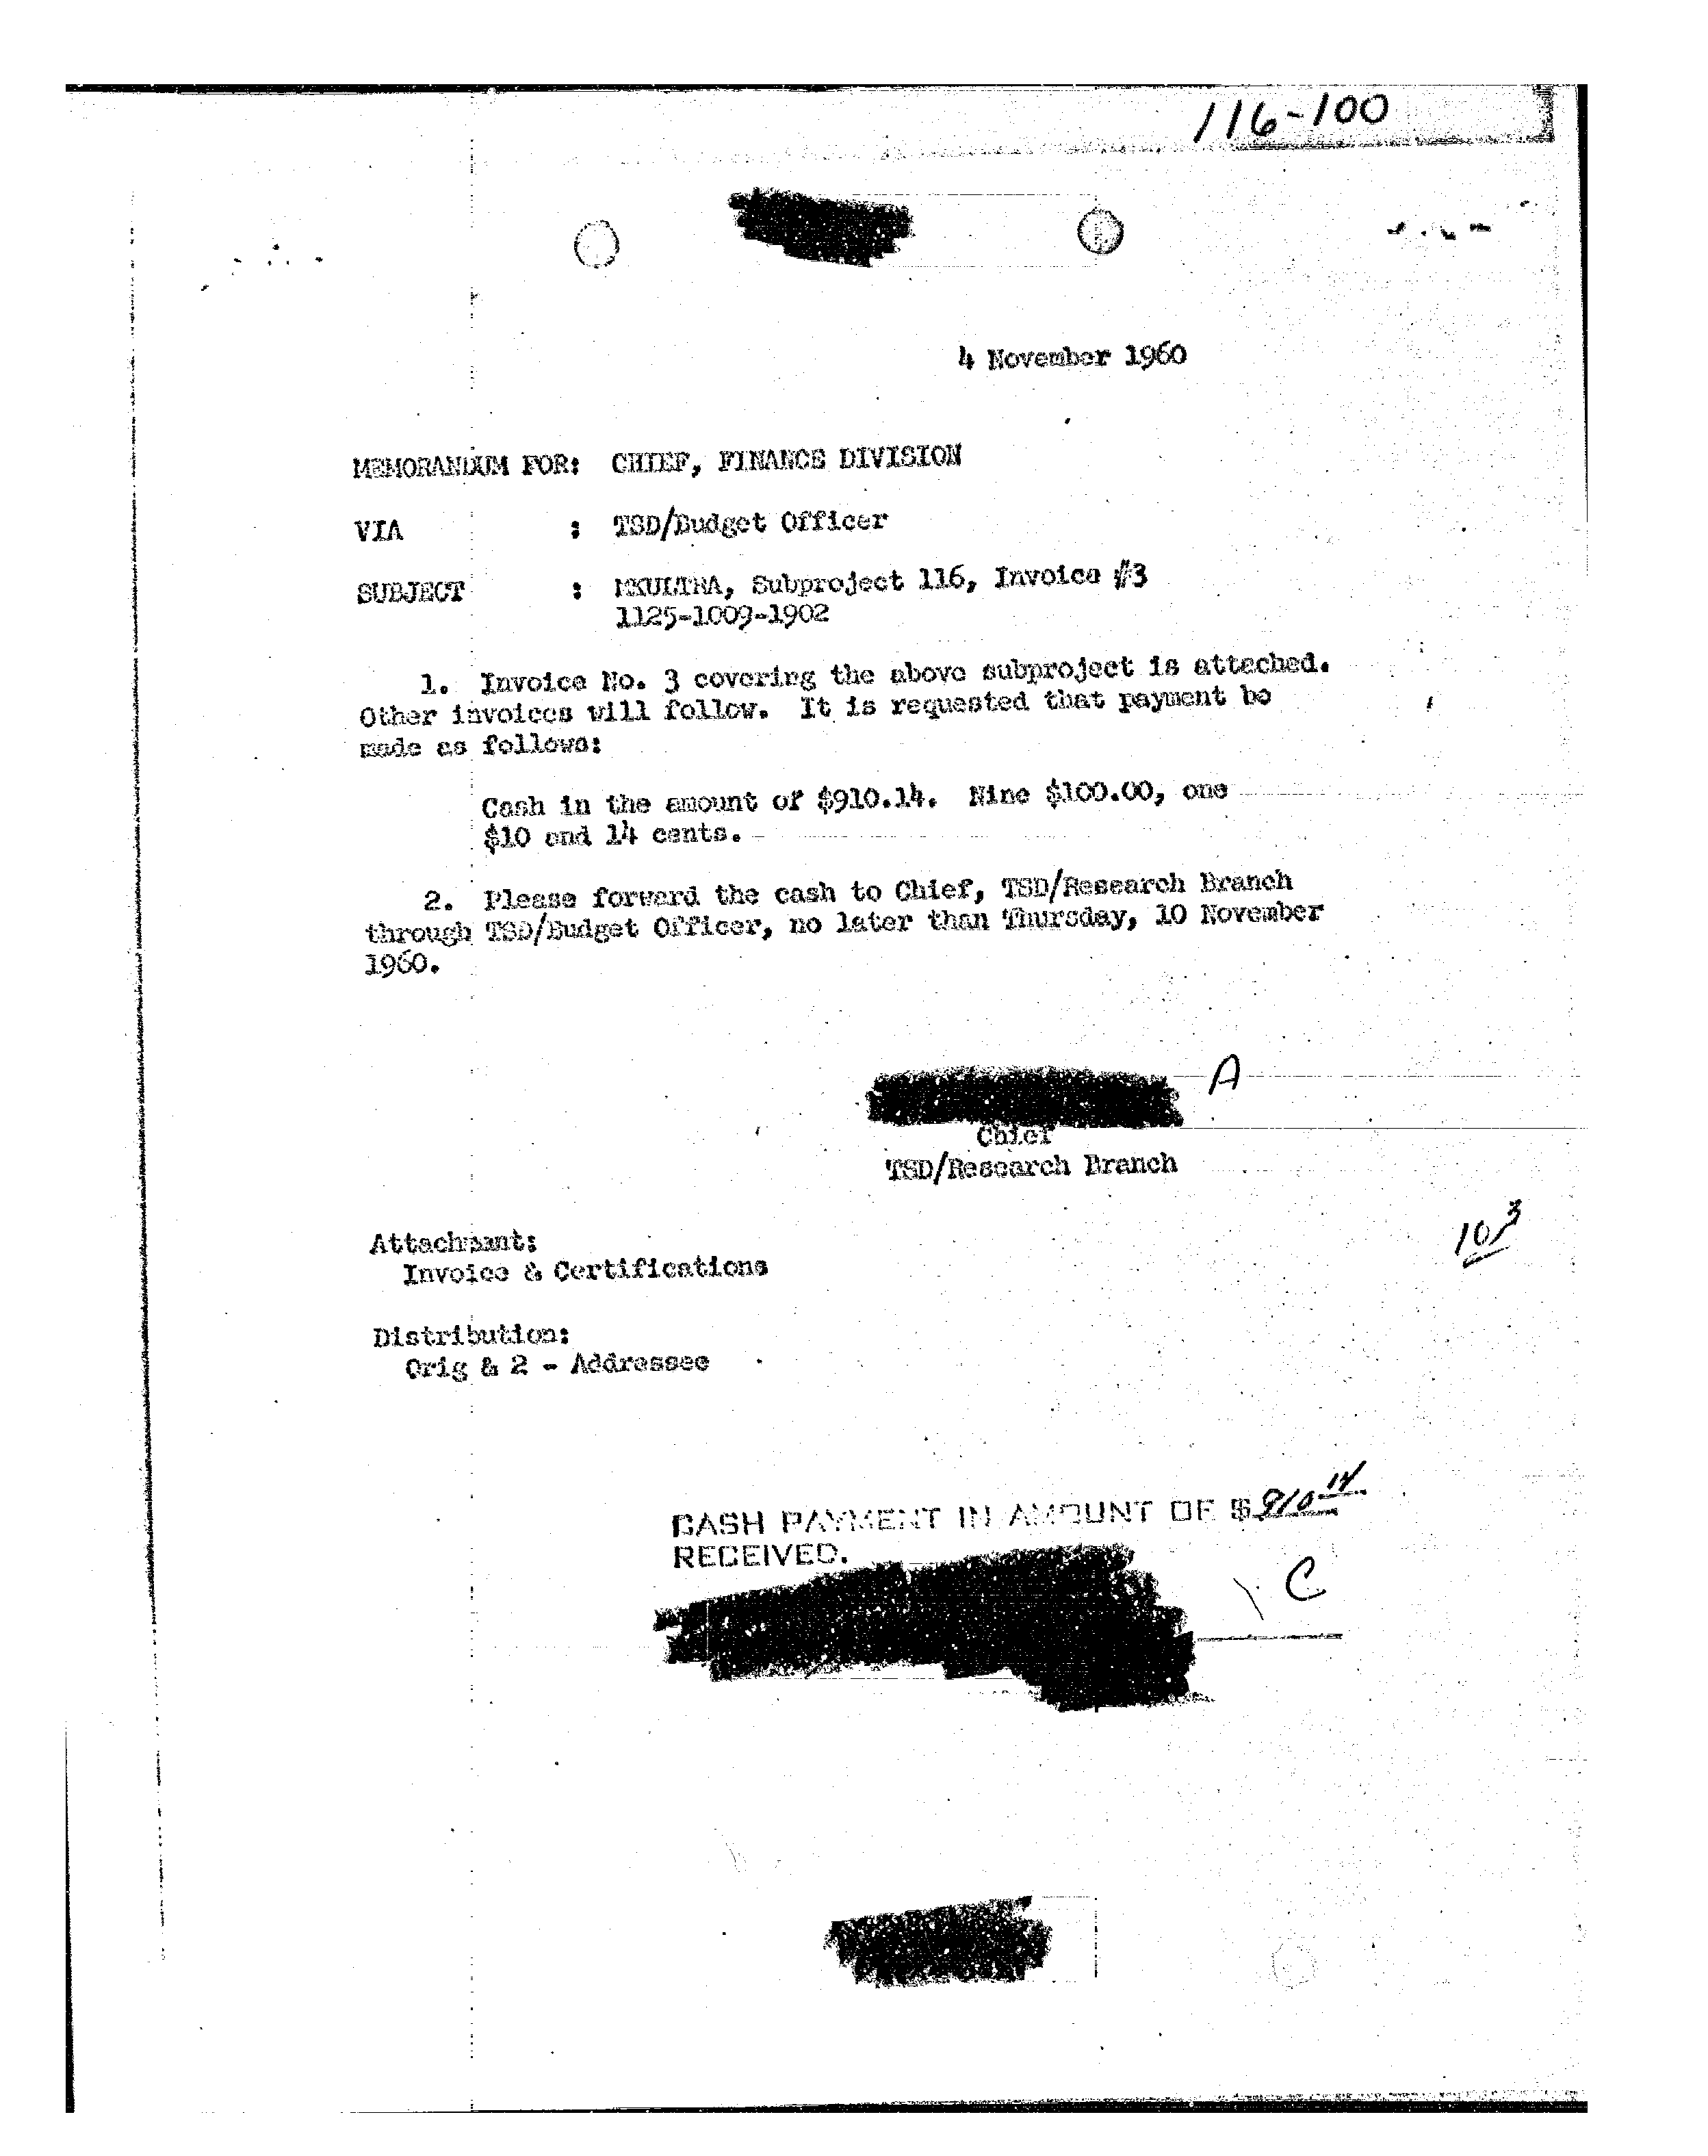 116-100
4 November 1960
MEMORANDUM FOR: CHIEF, FINANCE DIVISION
VIA : TSD/Budget Officer
SUBJECT : MKULTRA, Subproject 116, Invoice #3
1125-1009-1902
1. Invoice No. 3 covering the above subproject is attached.
Other invoices will follow. It is requested that payment be
made as follows:
Cash in the amount of $910.14. Nine $100.00, one
$10 and 14 cents.
2. Please forward the cash to Chief, TSD/Research Branch
through TSD/Budget Officer, no later than Thursday, 10 November
1960.
A
Chief
TSD/Research Branch
Attachment:
Invoice & Certifications
Distribution:
Orig & 2 - Addressee
CASH PAYMENT IN AMOUNT OF $ 910 14
RECEIVED.
C